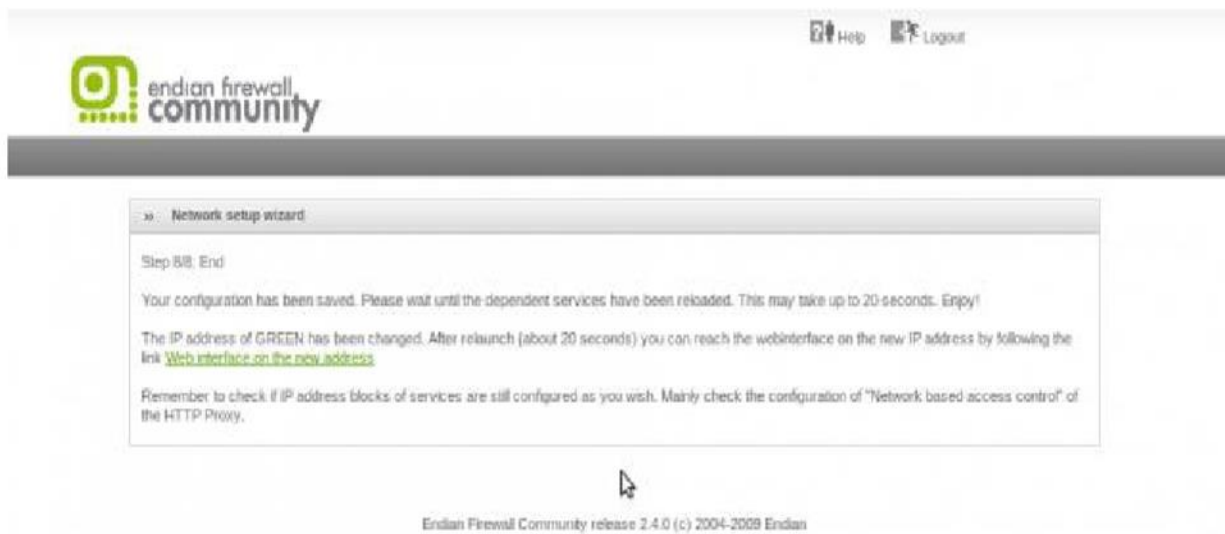 Help Logout
endian firewall
community
» Network setup wizard
Step 8/8: End
Your configuration has been saved. Please wait until the dependent services have been reloaded. This may take up to 20 seconds. Enjoy!
The IP address of GREEN has been changed. After relaunch (about 20 seconds) you can reach the webinterface on the new IP address by following the
link Web interface on the new address
Remember to check if IP address blocks of services are still configured as you wish. Mainly check the configuration of "Network based access control" of
the HTTP Proxy.
Endian Firewall Community release 2.4.0 (c) 2004-2009 Endian